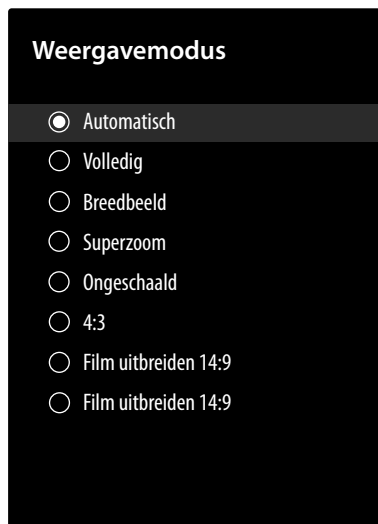 Weergavemodus
Automatisch
Volledig
Breedbeeld
Superzoom
Ongeschaald
4:3
Film uitbreiden 14:9
Film uitbreiden 14:9